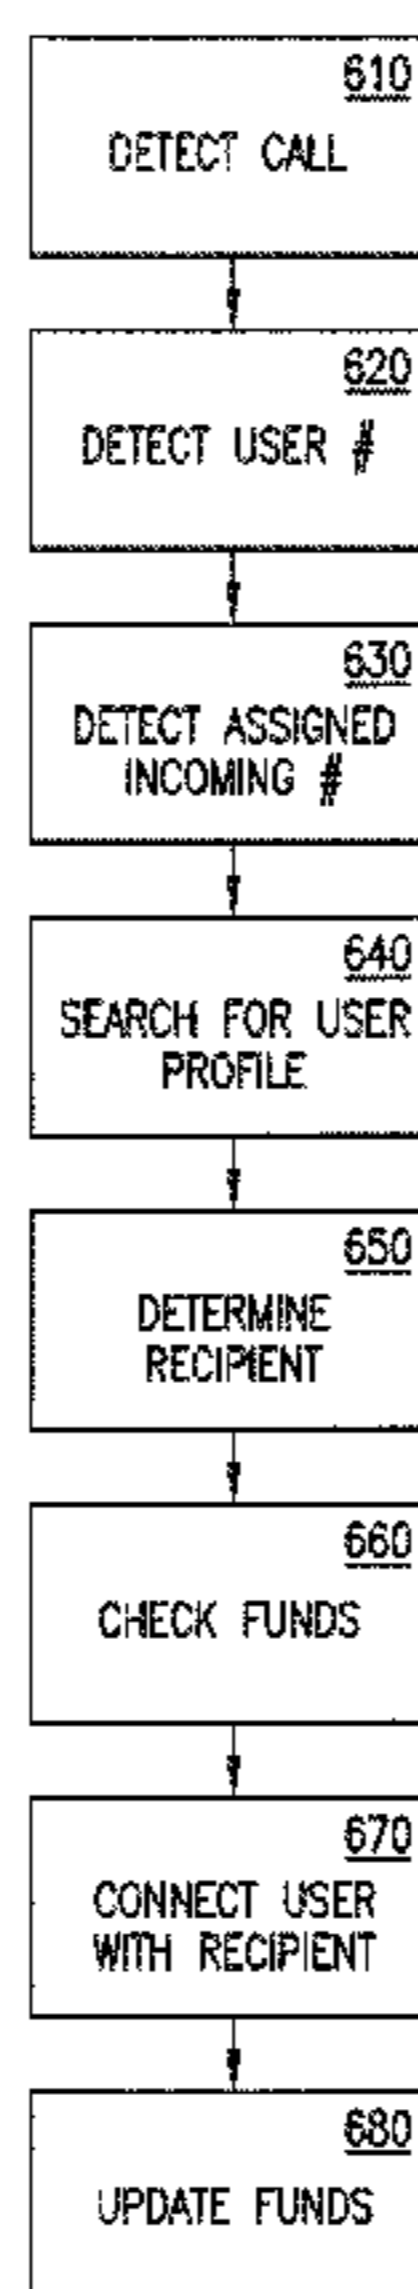 610
DETECT CALL
620
DETECT USER #
630
DETECT ASSIGNED
INCOMING #
640
SEARCH FOR USER
PROFILE
650
DETERMINE
RECIPIENT
660
CHECK FUNDS
670
CONNECT USER
WITH RECIPIENT
680
UPDATE FUNDS